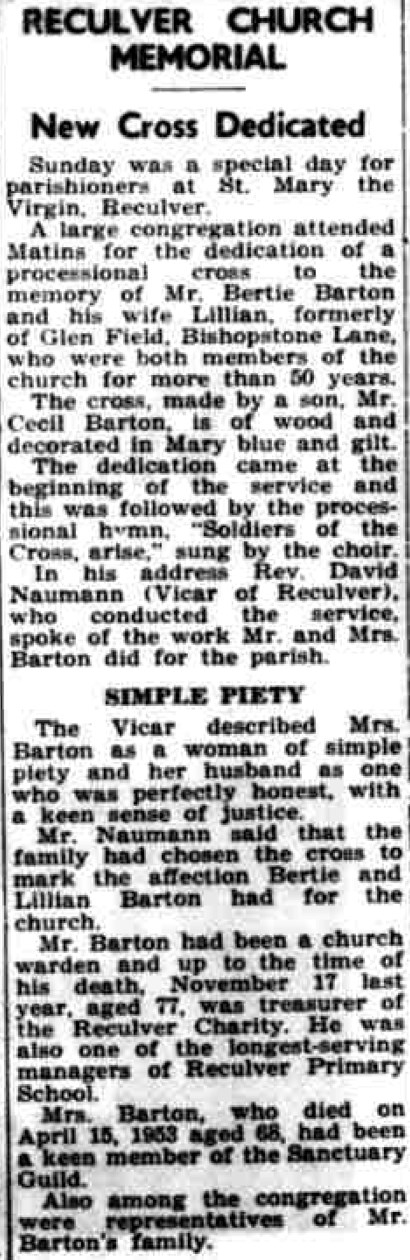 RECULVER CHURCH
MEMORIAL
New Cross Dedicated
Sunday was a special day for
parishioners at St. Mary the
Virgin, Reculver.
A large congregation attended
Matins for the dedication of a
processional cross to the
memory of Mr. Bertie Barton
and his wife Lillian, formerly
of Glen Field, Bishopstone Lane,
who were both members of the
church for more than 50 years.
The cross, made by a son, Mr.
Cecil Barton, is of wood and
decorated in Mary blue and gilt.
The dedication came at the
beginning of the service and
this was followed by the proces-
sional hymn, "Soldiers of the
Cross, arise," sung by the choir.
In his address Rev. David
Naumann (Vicar of Reculver),
who conducted the service,
spoke of the work Mr. and Mrs.
Barton did for the parish.
SIMPLE PIETY
The Vicar described Mrs.
Barton as a woman of simple
piety and her husband as one
who was perfectly honest, with
a keen sense of justice.
Mr. Naumann said that the
family had chosen the cross to
mark the affection Bertie and
Lillian Barton had for the
church.
Mr. Barton had been a church
warden and up to the time of
his death, November 17 last
year, aged 77, was treasurer of
the Reculver Charity. He was
also one of the longest-serving
managers of Reculver Primary
School.
Mrs. Barton, who died on
April 15, 1953 aged 68, had been
a keen member of the Sanctuary
Guild.
Also among the congregation
were representatives of Mr.
Barton's family.